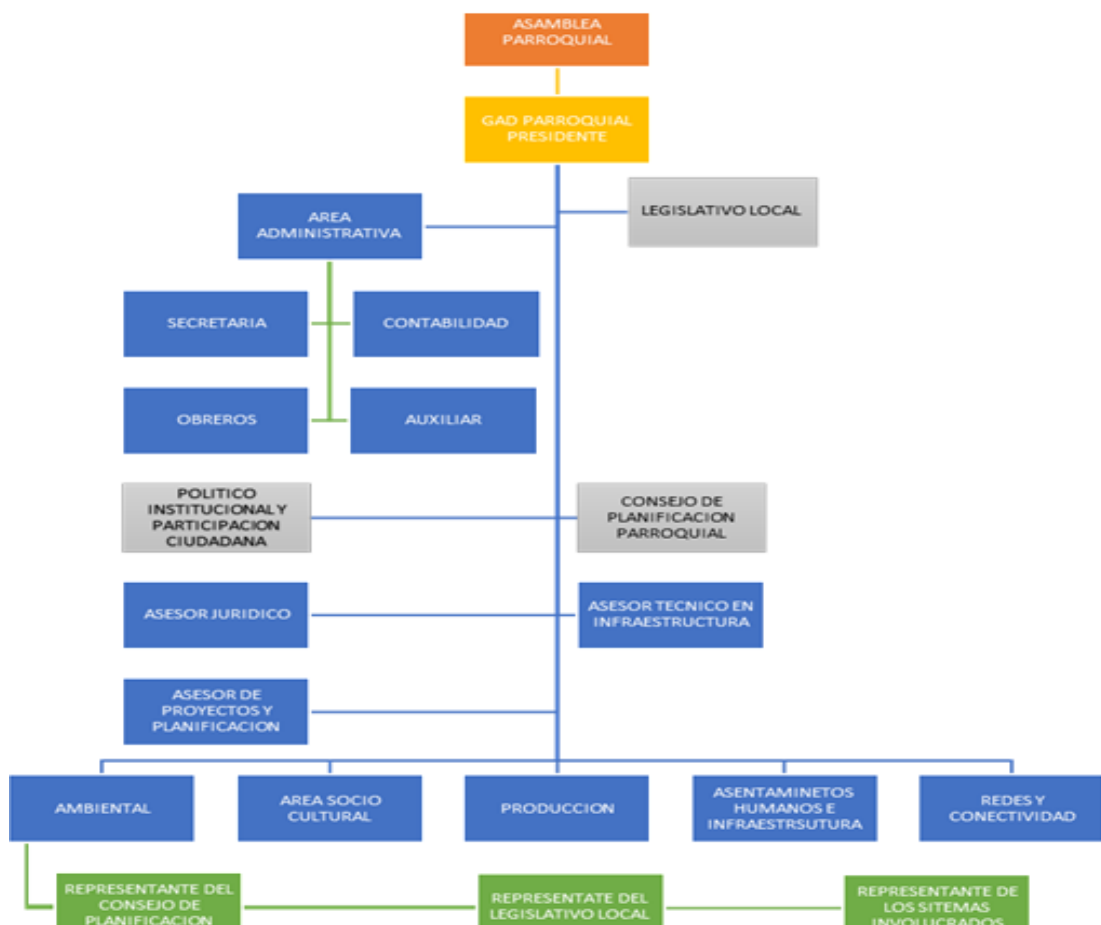 ASAMBLEA
PARROQUIAL
GAD PARROQUIAL
PRESIDENTE
AREA
ADMINISTRATIVA
LEGISLATIVO LOCAL
SECRETARIA
CONTABILIDAD
OBREROS
AUXILIAR
POLITICO
INSTITUCIONAL Y
PARTICIPACION
CIUDADANA
CONSEJO DE
PLANIFICACION
PARROQUIAL
ASESOR JURIDICO
ASESOR TECNICO EN
INFRAESTRUCTURA
ASESOR DE
PROYECTOS Y
PLANIFICACION
AMBIENTAL
AREA SOCIO
CULTURAL
PRODUCCION
ASENTAMINETOS
HUMANOS E
INFRAESTRSUTURA
REDES Y
CONECTIVIDAD
REPRESENTANTE DEL
CONSEJO DE
PLANIFICACION
REPRESENTATE DEL
LEGISLATIVO LOCAL
REPRESENTANTE DE
LOS SITEMAS
INVOLUCRADOS